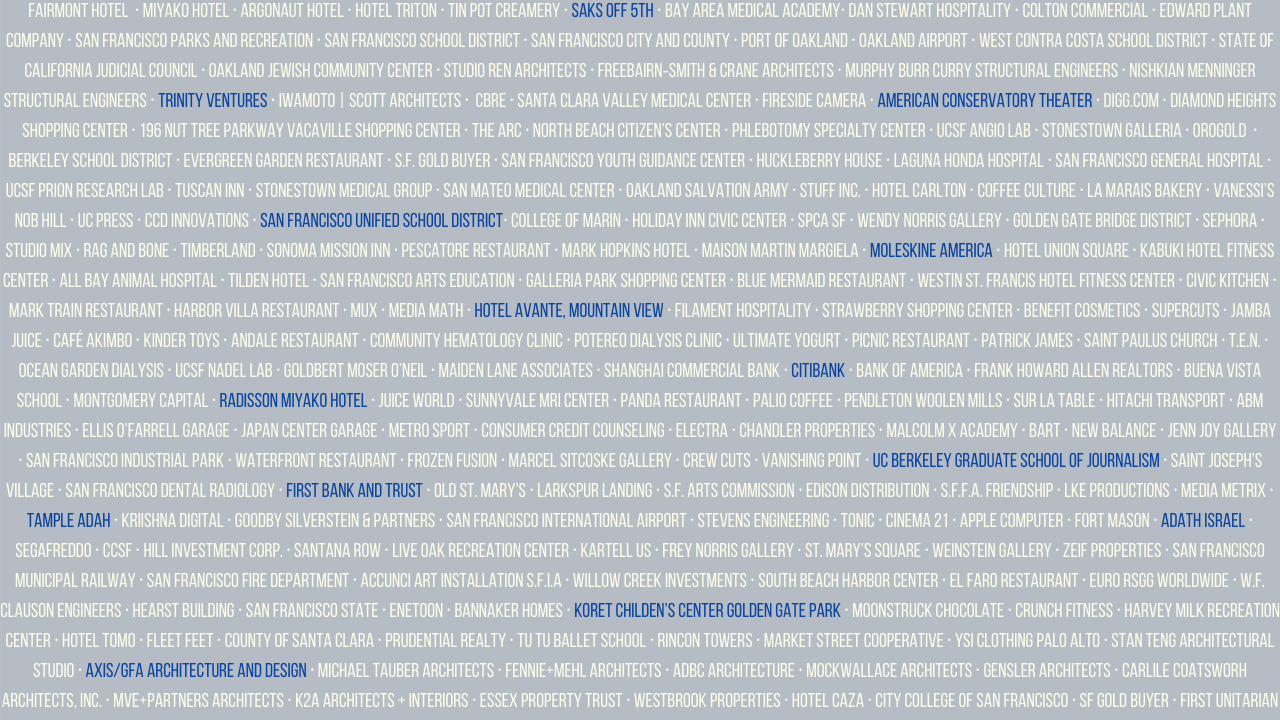 FAIRMONT HOTEL · MIYAKO HOTEL · ARGONAUT HOTEL · HOTEL TRITON · TIN POT CREAMERY · SAKS OFF 5TH · BAY AREA MEDICAL ACADEMY· DAN STEWART HOSPITALITY · COLTON COMMERCIAL · EDWARD PLANT
COMPANY · SAN FRANCISCO PARKS AND RECREATION · SAN FRANCISCO SCHOOL DISTRICT · SAN FRANCISCO CITY AND COUNTY · PORT OF OAKLAND · OAKLAND AIRPORT · WEST CONTRA COSTA SCHOOL DISTRICT · STATE OF
CALIFORNIA JUDICIAL COUNCIL · OAKLAND JEWISH COMMUNITY CENTER · STUDIO REN ARCHITECTS · FREEBAIRN-SMITH & CRANE ARCHITECTS · MURPHY BURR CURRY STRUCTURAL ENGINEERS · NISHKIAN MENNINGER
STRUCTURAL ENGINEERS · TRINITY VENTURES · IWAMOTO | SCOTT ARCHITECTS · CBRE · SANTA CLARA VALLEY MEDICAL CENTER · FIRESIDE CAMERA · AMERICAN CONSERVATORY THEATER · DIGG.COM · DIAMOND HEIGHTS
SHOPPING CENTER · 196 NUT TREE PARKWAY VACAVILLE SHOPPING CENTER · THE ARC · NORTH BEACH CITIZEN'S CENTER · PHLEBOTOMY SPECIALTY CENTER · UCSF ANGIO LAB · STONESTOWN GALLERIA · OROGOLD ·
BERKELEY SCHOOL DISTRICT · EVERGREEN GARDEN RESTAURANT · S.F. GOLD BUYER · SAN FRANCISCO YOUTH GUIDANCE CENTER · HUCKLEBERRY HOUSE · LAGUNA HONDA HOSPITAL · SAN FRANCISCO GENERAL HOSPITAL ·
UCSF PRION RESEARCH LAB · TUSCAN INN · STONESTOWN MEDICAL GROUP · SAN MATEO MEDICAL CENTER · OAKLAND SALVATION ARMY · STUFF INC. · HOTEL CARLTON · COFFEE CULTURE · LA MARAIS BAKERY · VANESSI'S
NOB HILL · UC PRESS · CCD INNOVATIONS · SAN FRANCISCO UNIFIED SCHOOL DISTRICT· COLLEGE OF MARIN · HOLIDAY INN CIVIC CENTER · SPCA SF · WENDY NORRIS GALLERY · GOLDEN GATE BRIDGE DISTRICT · SEPHORA ·
STUDIO MIX · RAG AND BONE · TIMBERLAND · SONOMA MISSION INN · PESCATORE RESTAURANT · MARK HOPKINS HOTEL · MAISON MARTIN MARGIELA · MOLESKINE AMERICA · HOTEL UNION SQUARE · KABUKI HOTEL FITNESS
CENTER · ALL BAY ANIMAL HOSPITAL · TILDEN HOTEL · SAN FRANCISCO ARTS EDUCATION · GALLERIA PARK SHOPPING CENTER · BLUE MERMAID RESTAURANT · WESTIN ST. FRANCIS HOTEL FITNESS CENTER · CIVIC KITCHEN ·
MARK TRAIN RESTAURANT · HARBOR VILLA RESTAURANT · MUX · MEDIA MATH · HOTEL AVANTE, MOUNTAIN VIEW · FILAMENT HOSPITALITY · STRAWBERRY SHOPPING CENTER · BENEFIT COSMETICS · SUPERCUTS · JAMBA
JUICE · CAFÉ AKIMBO · KINDER TOYS · ANDALE RESTAURANT · COMMUNITY HEMATOLOGY CLINIC · POTEREO DIALYSIS CLINIC · ULTIMATE YOGURT · PICNIC RESTAURANT · PATRICK JAMES · SAINT PAULUS CHURCH · T.E.N. ·
OCEAN GARDEN DIALYSIS · UCSF NADEL LAB · GOLDBERT MOSER O'NEIL · MAIDEN LANE ASSOCIATES · SHANGHAI COMMERCIAL BANK · CITIBANK · BANK OF AMERICA · FRANK HOWARD ALLEN REALTORS · BUENA VISTA
SCHOOL · MONTGOMERY CAPITAL · RADISSON MIYAKO HOTEL · JUICE WORLD · SUNNYVALE MRI CENTER · PANDA RESTAURANT · PALIO COFFEE · PENDLETON WOOLEN MILLS · SUR LA TABLE · HITACHI TRANSPORT · ABM
INDUSTRIES · ELLIS O'FARRELL GARAGE · JAPAN CENTER GARAGE · METRO SPORT · CONSUMER CREDIT COUNSELING · ELECTRA · CHANDLER PROPERTIES · MALCOLM X ACADEMY · BART · NEW BALANCE · JENN JOY GALLERY
· SAN FRANCISCO INDUSTRIAL PARK · WATERFRONT RESTAURANT · FROZEN FUSION · MARCEL SITCOSKE GALLERY · CREW CUTS · VANISHING POINT · UC BERKELEY GRADUATE SCHOOL OF JOURNALISM · SAINT JOSEPH'S
VILLAGE · SAN FRANCISCO DENTAL RADIOLOGY · FIRST BANK AND TRUST · OLD ST. MARY'S · LARKSPUR LANDING · S.F. ARTS COMMISSION · EDISON DISTRIBUTION · S.F.F.A. FRIENDSHIP · LKE PRODUCTIONS · MEDIA METRIX ·
TAMPLE ADAH · KRIISHNA DIGITAL · GOODBY SILVERSTEIN & PARTNERS · SAN FRANCISCO INTERNATIONAL AIRPORT · STEVENS ENGINEERING · TONIC · CINEMA 21 · APPLE COMPUTER · FORT MASON · ADATH ISRAEL ·
SEGAFREDDO · CCSF · HILL INVESTMENT CORP. · SANTANA ROW · LIVE OAK RECREATION CENTER · KARTELL US · FREY NORRIS GALLERY · ST. MARY'S SQUARE · WEINSTEIN GALLERY · ZEIF PROPERTIES · SAN FRANCISCO
MUNICIPAL RAILWAY · SAN FRANCISCO FIRE DEPARTMENT · ACCUNCI ART INSTALLATION S.F.I.A · WILLOW CREEK INVESTMENTS · SOUTH BEACH HARBOR CENTER · EL FARO RESTAURANT · EURO RSGG WORLDWIDE · W.F.
CLAUSON ENGINEERS · HEARST BUILDING · SAN FRANCISCO STATE · ENETOON · BANNAKER HOMES · KORET CHILDEN'S CENTER GOLDEN GATE PARK · MOONSTRUCK CHOCOLATE · CRUNCH FITNESS · HARVEY MILK RECREATION
CENTER · HOTEL TOMO · FLEET FEET · COUNTY OF SANTA CLARA · PRUDENTIAL REALTY · TU TU BALLET SCHOOL · RINCON TOWERS · MARKET STREET COOPERATIVE · YSI CLOTHING PALO ALTO · STAN TENG ARCHITECTURAL
STUDIO · AXIS/GFA ARCHITECTURE AND DESIGN · MICHAEL TAUBER ARCHITECTS · FENNIE+MEHL ARCHITECTS · ADBC ARCHITECTURE · MOCKWALLACE ARCHITECTS · GENSLER ARCHITECTS · CARLILE COATSWORH
ARCHITECTS, INC. · MVE+PARTNERS ARCHITECTS · K2A ARCHITECTS + INTERIORS · ESSEX PROPERTY TRUST · WESTBROOK PROPERTIES · HOTEL CAZA · CITY COLLEGE OF SAN FRANCISCO · SF GOLD BUYER · FIRST UNITARIAN